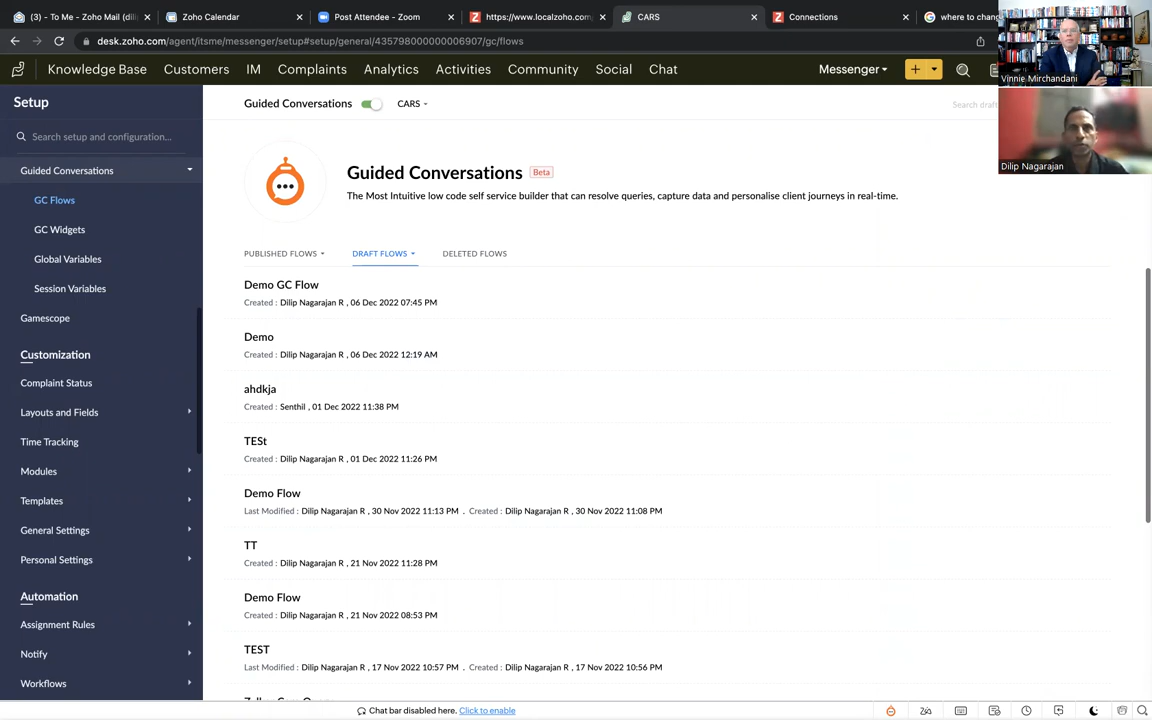 (3) - To Me - Zoho Mail (dili
Zoho Calendar
Post Attendee - Zoom
https://www.localzoho.com
CARS
Connections
where to chang
desk.zoho.com/agent/itsme/messenger/setup#setup/general/435798000000006907/gc/flows
Knowledge Base Customers IM Complaints Analytics Activities Community Social Chat
Messenger
Vinnie Mirchandani
Dilip Nagarajan
Setup
Search setup and configuration...
Guided Conversations
GC Flows
GC Widgets
Global Variables
Session Variables
Gamescope
Customization
Complaint Status
Layouts and Fields
Time Tracking
Modules
Templates
General Settings
Personal Settings
Automation
Assignment Rules
Notify
Workflows
Guided Conversations CARS
Search draft
Guided Conversations Beta
The Most Intuitive low code self service builder that can resolve queries, capture data and personalise client journeys in real-time.
PUBLISHED FLOWS DRAFT FLOWS DELETED FLOWS
Demo GC Flow
Created : Dilip Nagarajan R , 06 Dec 2022 07:45 PM
Demo
Created : Dilip Nagarajan R , 06 Dec 2022 12:19 AM
ahdkja
Created : Senthil , 01 Dec 2022 11:38 PM
TESt
Created : Dilip Nagarajan R , 01 Dec 2022 11:26 PM
Demo Flow
Last Modified : Dilip Nagarajan R , 30 Nov 2022 11:13 PM . Created : Dilip Nagarajan R , 30 Nov 2022 11:08 PM
TT
Created : Dilip Nagarajan R , 21 Nov 2022 11:28 PM
Demo Flow
Created : Dilip Nagarajan R , 21 Nov 2022 08:53 PM
TEST
Last Modified : Dilip Nagarajan R , 17 Nov 2022 10:57 PM . Created : Dilip Nagarajan R , 17 Nov 2022 10:56 PM
Chat bar disabled here. Click to enable